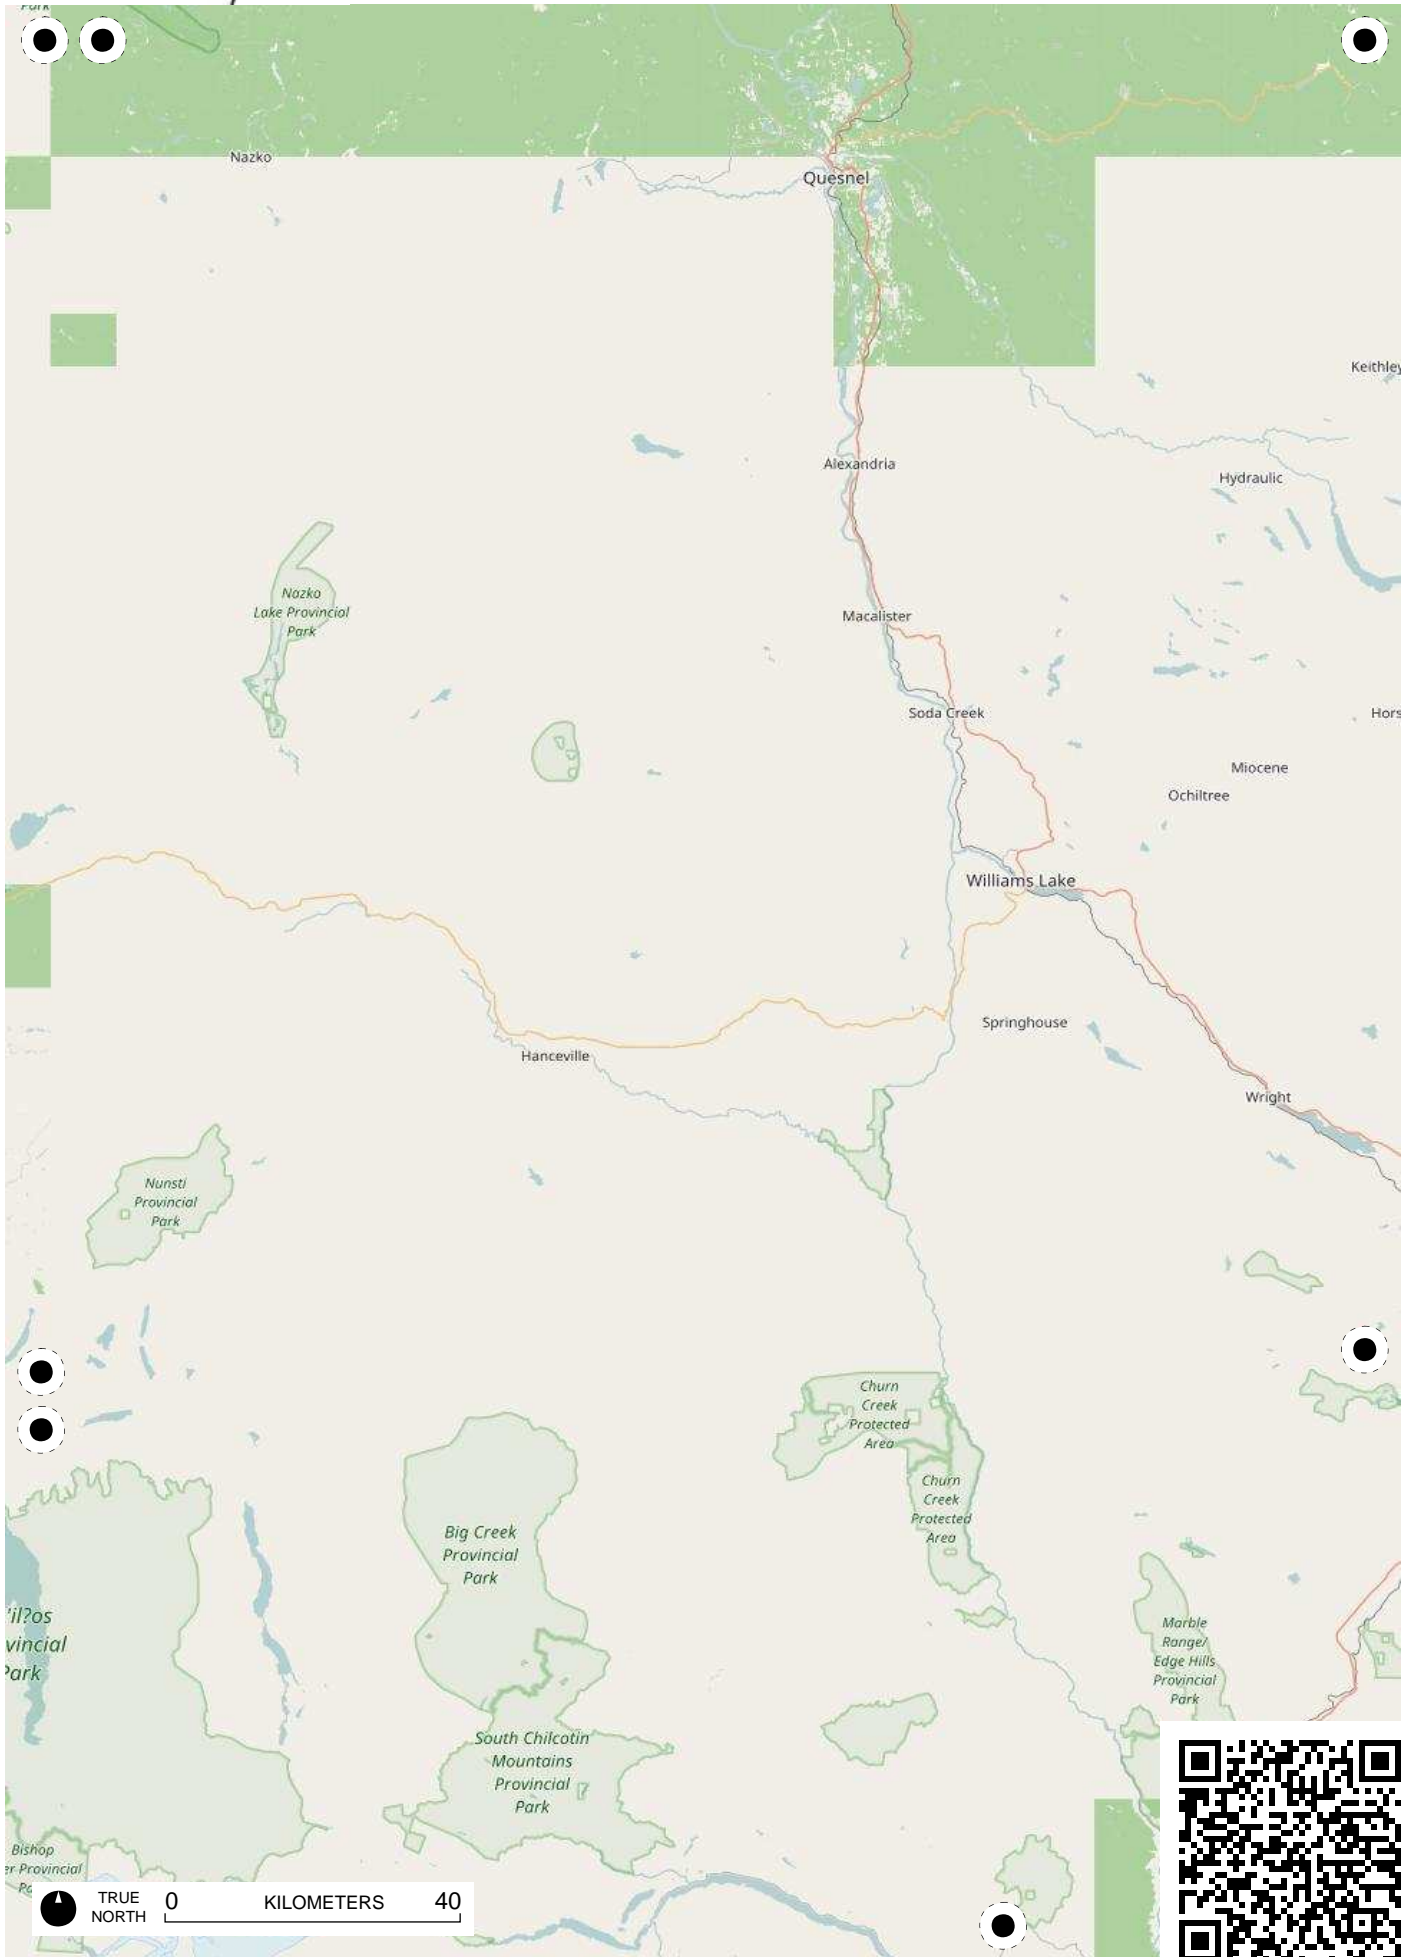 Park
Nazko
Quesnel
Keithley
Alexandria
Hydraulic
Nazko
Lake Provincial
Park
Macalister
Soda Creek
Hors
Miocene
Ochiltree
Williams Lake
Springhouse
Hanceville
Wright
Nunsti
Provincial
Park
Churn
Creek
Protected
Area
Churn
Creek
Protected
Area
Big Creek
Provincial
Park
'il?os
vincial
Park
Marble
Range/
Edge Hills
Provincial
Park
South Chilcotin
Mountains
Provincial
Park
Bishop
er Provincial
Pa
TRUE
NORTH
0 KILOMETERS 40